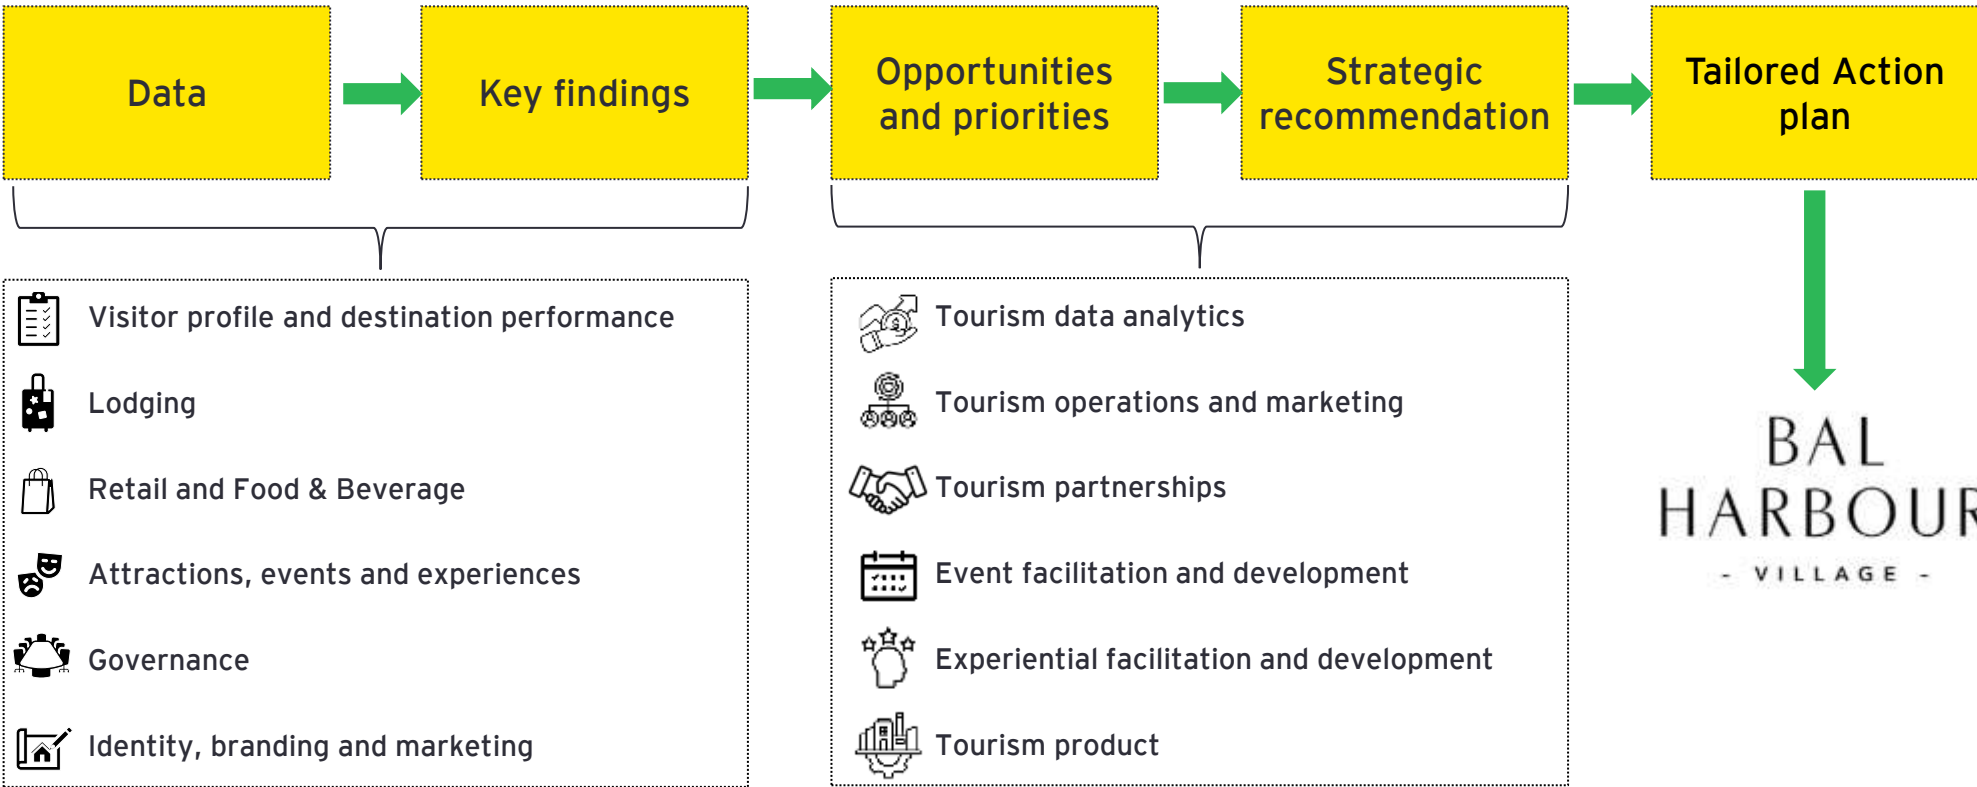 Data
Key findings
Opportunities
and priorities
Strategic
recommendation
Tailored Action
plan
Visitor profile and destination performance
Lodging
Retail and Food & Beverage
Attractions, events and experiences
Governance
Identity, branding and marketing
Tourism data analytics
Tourism operations and marketing
Tourism partnerships
Event facilitation and development
Experiential facilitation and development
Tourism product
BAL
HARBOUR
- VILLAGE -